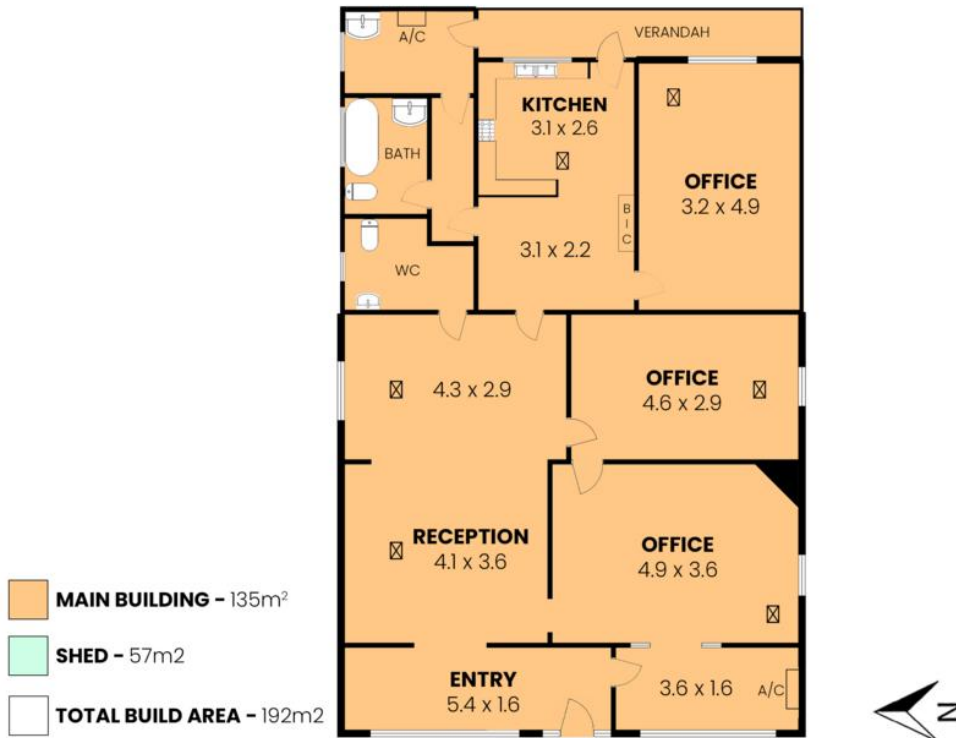 A/C
VERANDAH
KITCHEN
3.1 x 2.6
BATH
OFFICE
3.2 x 4.9
B
I
C
3.1 x 2.2
WC
4.3 x 2.9
OFFICE
4.6 x 2.9
RECEPTION
4.1 x 3.6
OFFICE
4.9 x 3.6
ENTRY
5.4 x 1.6
3.6 x 1.6
A/C
MAIN BUILDING - 135m²
SHED - 57m2
TOTAL BUILD AREA - 192m2
N